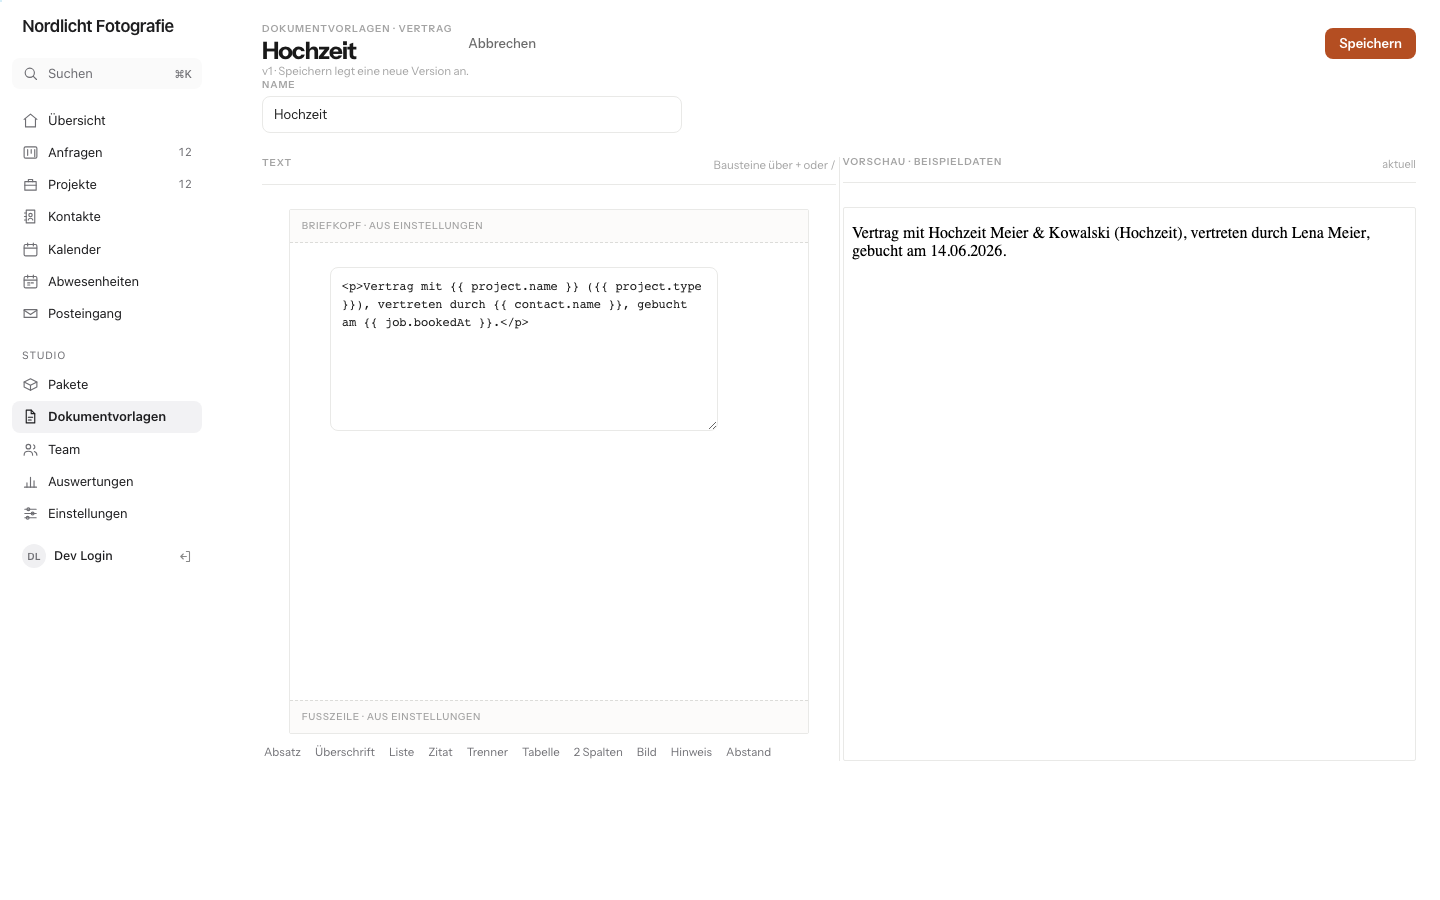 Nordlicht Fotografie
Suchen ⌘K
Übersicht
Anfragen 12
Projekte 12
Kontakte
Kalender
Abwesenheiten
Posteingang
STUDIO
Pakete
Dokumentvorlagen
Team
Auswertungen
Einstellungen
DL Dev Login
DOKUMENTVORLAGEN · VERTRAG
Hochzeit
Abbrechen
Speichern
v1 · Speichern legt eine neue Version an.
NAME
Hochzeit
TEXT
Bausteine über + oder /
BRIEFKOPF · AUS EINSTELLUNGEN
<p>Vertrag mit {{ project.name }} ({{ project.type
}}), vertreten durch {{ contact.name }}, gebucht
am {{ job.bookedAt }}.</p>
FUSSZEILE · AUS EINSTELLUNGEN
Absatz Überschrift Liste Zitat Trenner Tabelle 2 Spalten Bild Hinweis Abstand
VORSCHAU · BEISPIELDATEN
aktuell
Vertrag mit Hochzeit Meier & Kowalski (Hochzeit), vertreten durch Lena Meier,
gebucht am 14.06.2026.